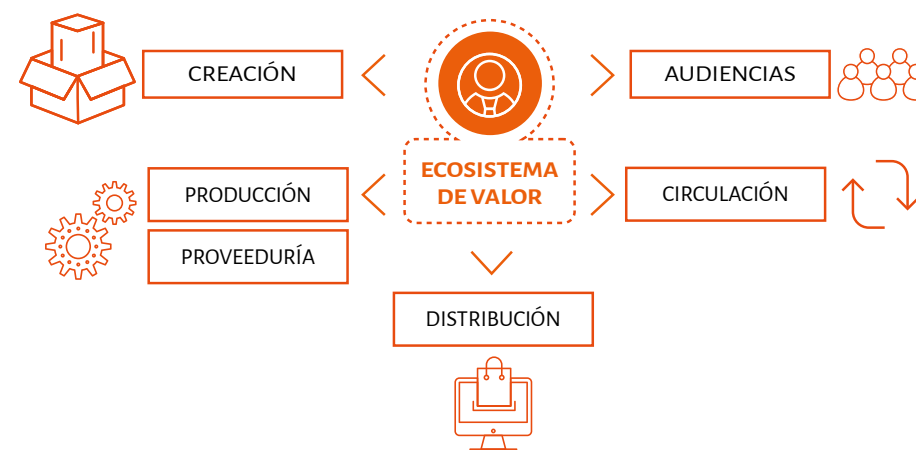 CREACIÓN
AUDIENCIAS
ECOSISTEMA
DE VALOR
PRODUCCIÓN
CIRCULACIÓN
PROVEEDURÍA
DISTRIBUCIÓN